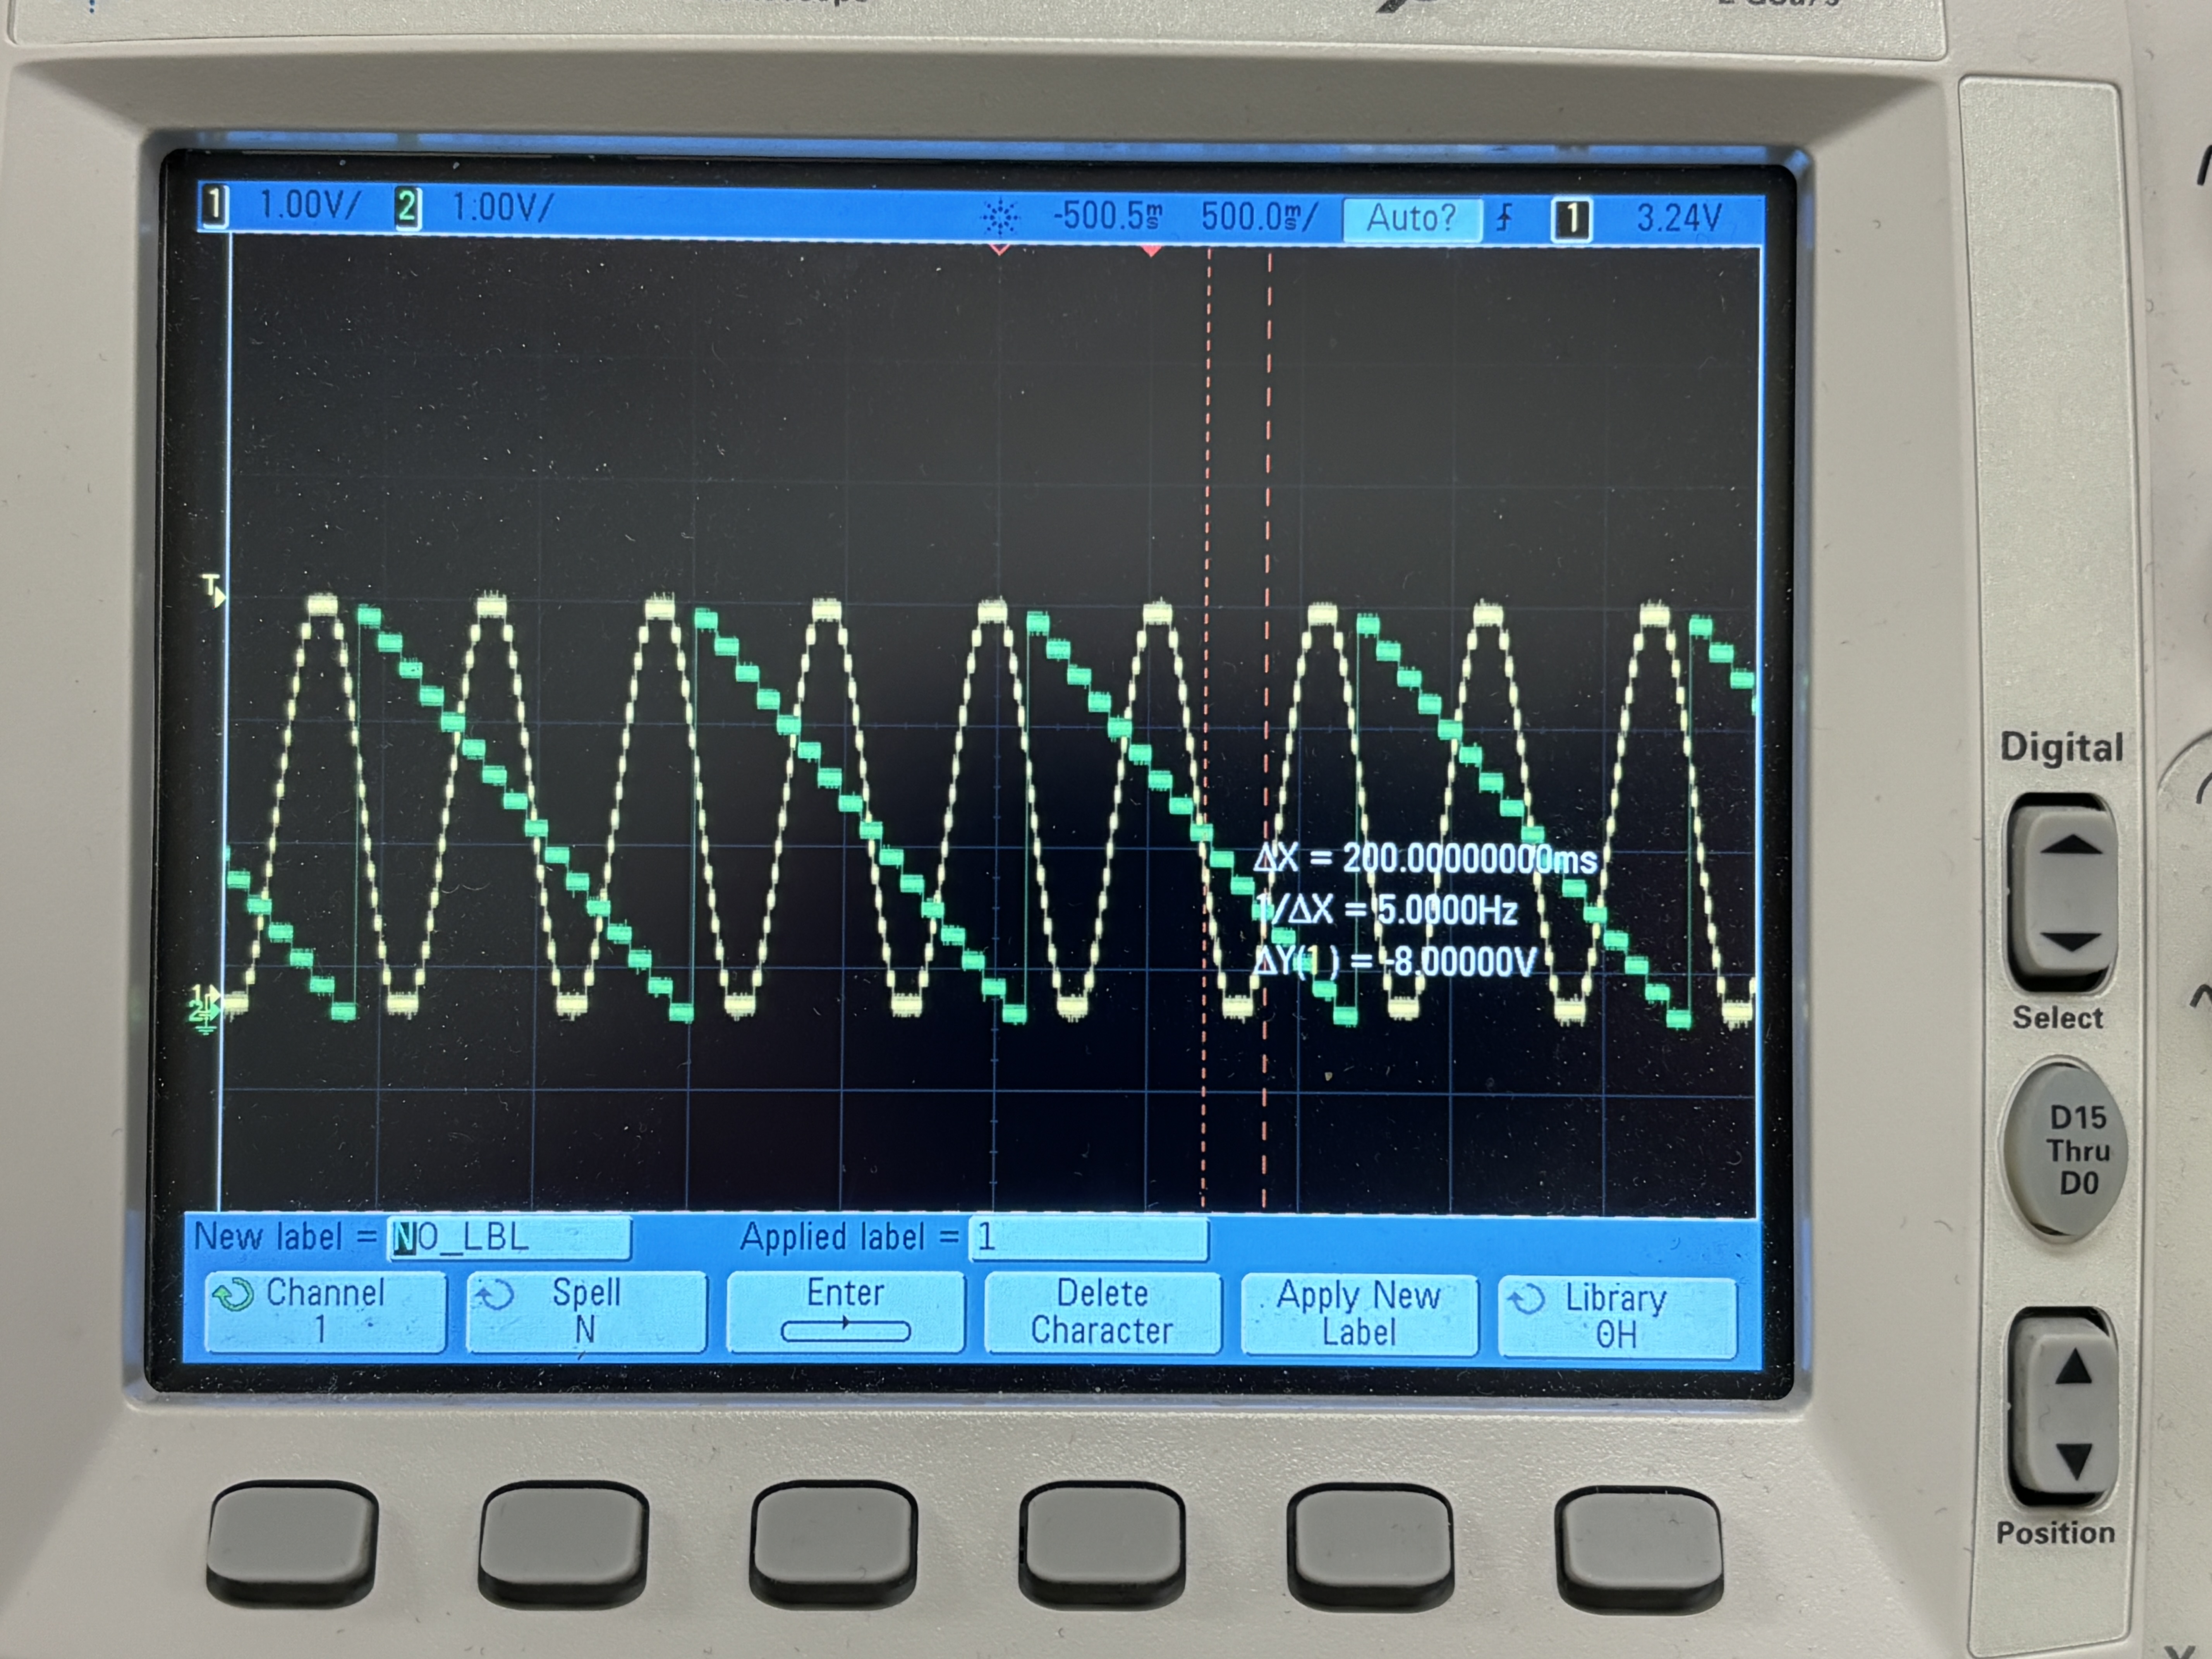 1 1.00V/ 2 1.00V/ -500.5ms 500.0ms/ Auto? 1 3.24V
T
1
2
ΔX = 200.00000000ms
1/ΔX = 5.0000Hz
ΔY(1) = -8.00000V
New label = NO_LBL Applied label = 1
Channel
1
Spell
N
Enter
Delete
Character
Apply New
Label
Library
0H
Digital
Select
D15
Thru
D0
Position